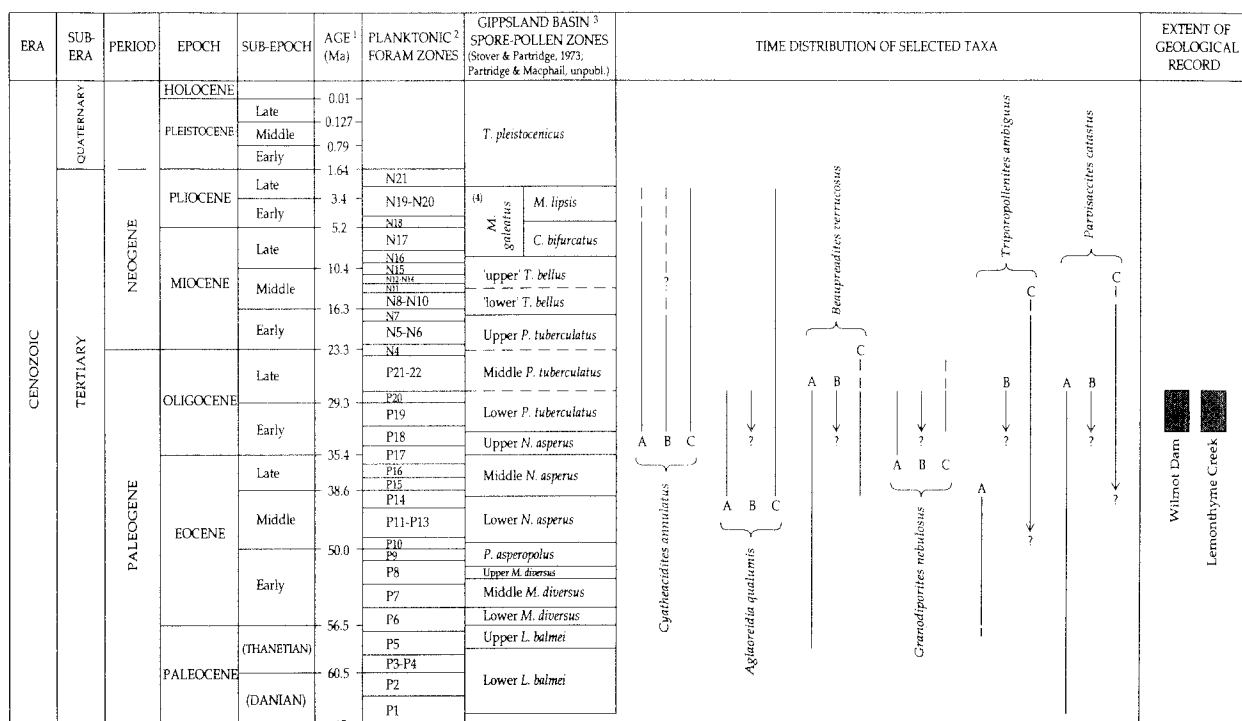 ERA
SUB-
ERA
PERIOD
EPOCH
SUB-EPOCH
AGE 1
(Ma)
PLANKTONIC 2
FORAM ZONES
GIPPSLAND BASIN 3
SPORE-POLLEN ZONES
(Stover & Partridge, 1973;
Partridge & Macphail, unpubl.)
TIME DISTRIBUTION OF SELECTED TAXA
EXTENT OF
GEOLOGICAL
RECORD
CENOZOIC
QUATERNARY
TERTIARY
NEOGENE
PALEOGENE
HOLOCENE
PLEISTOCENE
PLIOCENE
MIOCENE
OLIGOCENE
EOCENE
PALEOCENE
Late
Middle
Early
Late
Early
Late
Middle
Early
Late
Early
Late
Middle
Early
(THANETIAN)
(DANIAN)
0.01
0.127
0.79
1.64
3.4
5.2
10.4
16.3
23.3
29.3
35.4
38.6
50.0
56.5
60.5
N21
N19-N20
N18
N17
N16
N15
N12-N14
N11
N8-N10
N7
N5-N6
N4
P21-22
P20
P19
P18
P17
P16
P15
P14
P11-P13
P10
P9
P8
P7
P6
P5
P3-P4
P2
P1
T. pleistocenicus
(4)
M. galeatus
M. lipsis
C. bifurcatus
'upper' T. bellus
'lower' T. bellus
Upper P. tuberculatus
Middle P. tuberculatus
Lower P. tuberculatus
Upper N. asperus
Middle N. asperus
Lower N. asperus
P. asperopolus
Upper M. diversus
Middle M. diversus
Lower M. diversus
Upper L. balmei
Lower L. balmei
?
A B C
Cyatheacidites annulatus
?
A B C
Aglaoreidia qualumis
Beaupreadites verrucosus
C
A B
?
?
A B C
Granodiporites nebulosus
Triporopollenites ambiguus
C
B
?
A
?
Parvisaccites catastus
C
A B
?
?
Wilmot Dam
Lemonthyme Creek